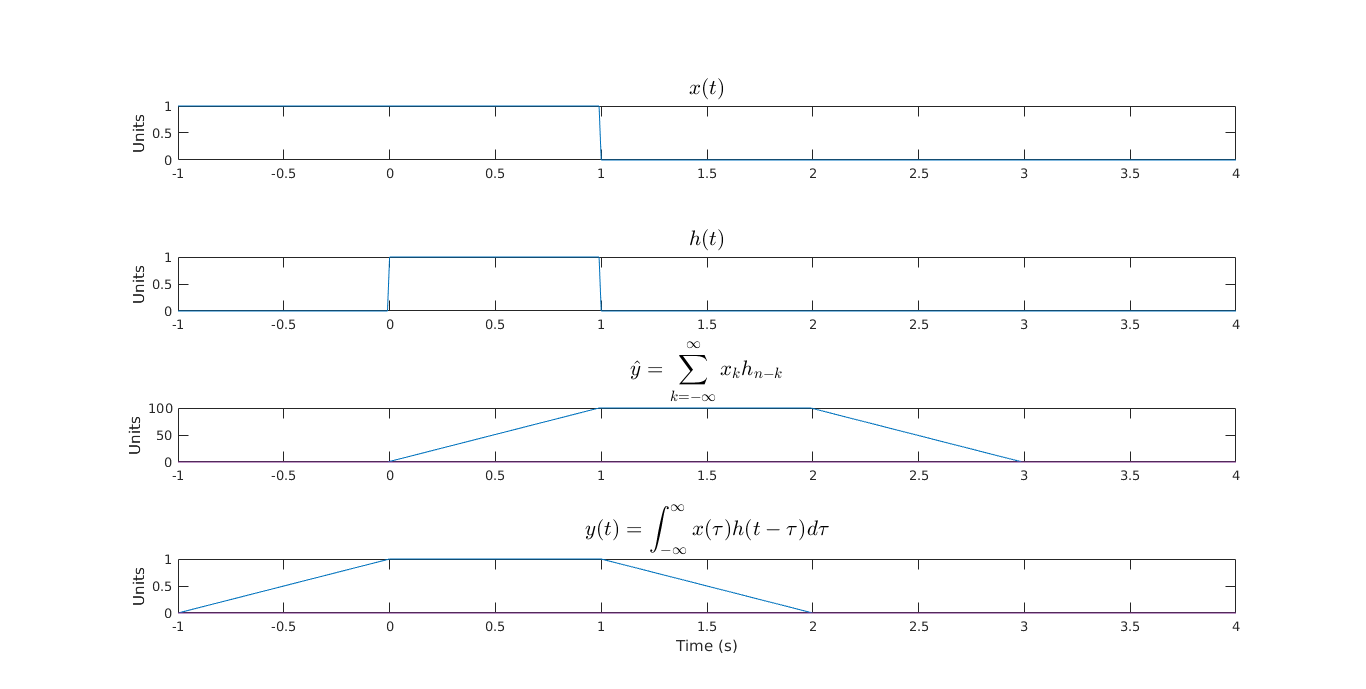 x(t)
Units
1
0.5
0
-1 -0.5 0 0.5 1 1.5 2 2.5 3 3.5 4
h(t)
Units
1
0.5
0
-1 -0.5 0 0.5 1 1.5 2 2.5 3 3.5 4
ŷ = ∑_{k=−∞}^{∞} x_k h_{n−k}
Units
100
50
0
-1 -0.5 0 0.5 1 1.5 2 2.5 3 3.5 4
y(t) = ∫_{−∞}^{∞} x(τ)h(t − τ)dτ
Units
1
0.5
0
-1 -0.5 0 0.5 1 1.5 2 2.5 3 3.5 4
Time (s)